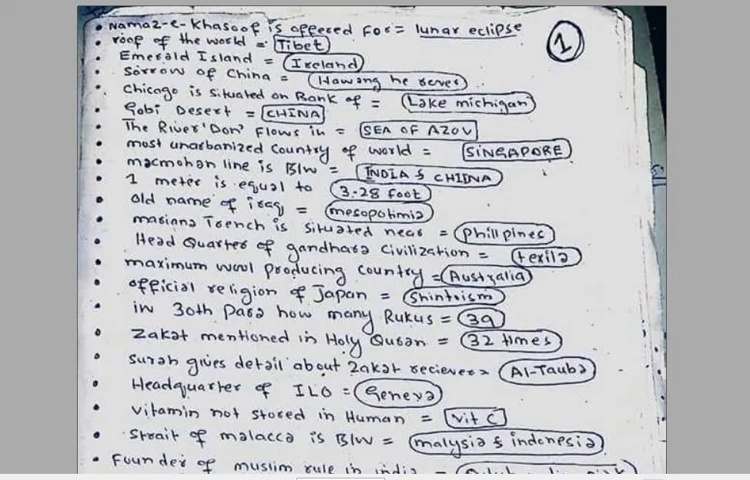 Namaz-e-Khasoof is offered for = lunar eclipse
1
roof of the world = Tibet
Emerald Island = Ireland
Sorrow of China = Hawang he rever
Chicago is situated on Bank of = Lake michigan
Gobi Desert = CHINA
The River 'Don' Flows in = SEA OF AZOV
most unarbanized country of world = SINGAPORE
macmohan line is B/w = INDIA & CHIINA
1 meter is equal to 3.28 foot
old name of iraq = mesopotimia
mariana Trench is situated near = Phillpines
Head Quarter of gandhara Civilization = texila
maximum wool producing Country = Australia
official religion of Japan = Shintoism
in 30th Para how many Rukus = 39
Zakat mentioned in Holy Quran = 32 times
Surah gives detail about Zakat reciever = Al-Tauba
Headquarter of ILO = Geneva
vitamin not stored in Human = Vit C
Strait of malacca is B/W = malysia & indonesia
Founder of muslim rule in india =